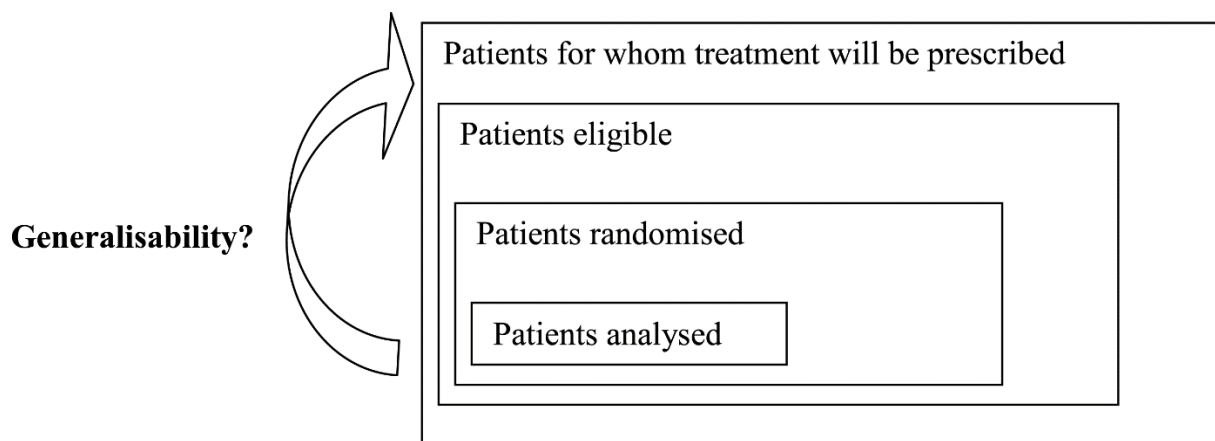 Patients for whom treatment will be prescribed
Patients eligible
Patients randomised
Generalisability?
Patients analysed